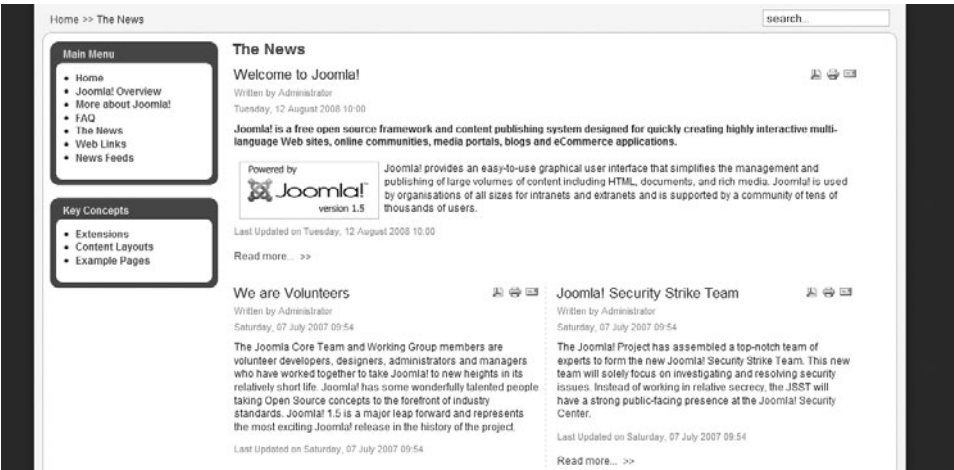 Home >> The News
search...
Main Menu
Home
Joomla! Overview
More about Joomla!
FAQ
The News
Web Links
News Feeds
Key Concepts
Extensions
Content Layouts
Example Pages
The News
Welcome to Joomla!
Written by Administrator
Tuesday, 12 August 2008 10:00
Joomla! is a free open source framework and content publishing system designed for quickly creating highly interactive multi-
language Web sites, online communities, media portals, blogs and eCommerce applications.
Powered by
Joomla!
version 1.5
Joomla! provides an easy-to-use graphical user interface that simplifies the management and
publishing of large volumes of content including HTML, documents, and rich media. Joomla! is used
by organisations of all sizes for intranets and extranets and is supported by a community of tens of
thousands of users.
Last Updated on Tuesday, 12 August 2008 10:00
Read more... >>
We are Volunteers
Written by Administrator
Saturday, 07 July 2007 09:54
The Joomla Core Team and Working Group members are
volunteer developers, designers, administrators and managers
who have worked together to take Joomla! to new heights in its
relatively short life. Joomla! has some wonderfully talented people
taking Open Source concepts to the forefront of industry
standards. Joomla! 1.5 is a major leap forward and represents
the most exciting Joomla! release in the history of the project.
Last Updated on Saturday, 07 July 2007 09:54
Joomla! Security Strike Team
Written by Administrator
Saturday, 07 July 2007 09:54
The Joomla! Project has assembled a top-notch team of
experts to form the new Joomla! Security Strike Team. This new
team will solely focus on investigating and resolving security
issues. Instead of working in relative secrecy, the JSST will
have a strong public-facing presence at the Joomla! Security
Center.
Last Updated on Saturday, 07 July 2007 09:54
Read more... >>